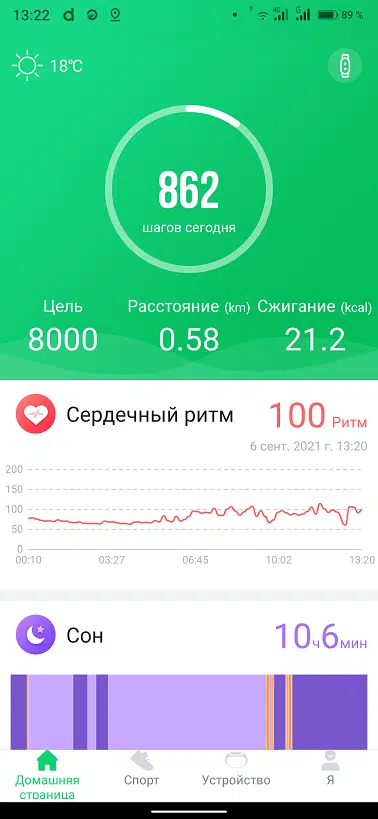 13:22 4G G 89 %
18℃
862
шагов сегодня
Цель Расстояние (km) Сжигание (kcal)
8000 0.58 21.2
Сердечный ритм 100 Ритм
6 сент. 2021 г. 13:20
200
150
100
50
0
00:10 03:27 06:45 10:02 13:20
Сон 10ч6мин
Домашняя страница
Спорт
Устройство
Я